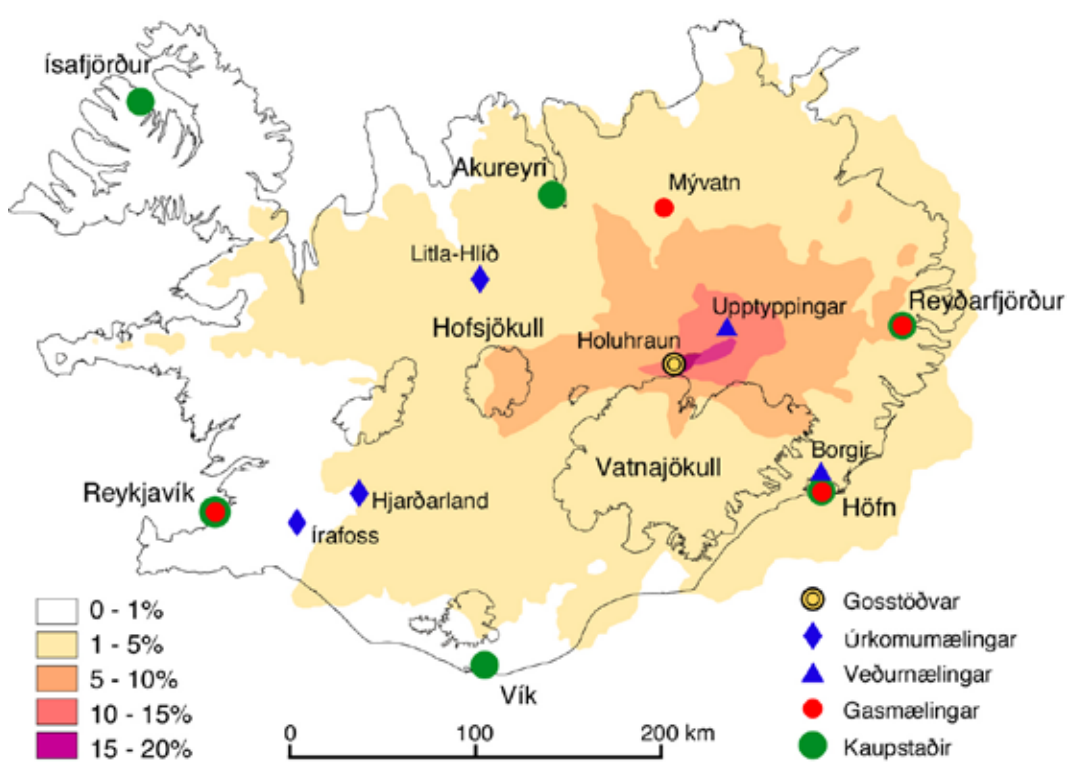 Ísafjörður
Akureyri
Mývatn
Litla-Hlíð
Upptyppingar
Reyðarfjörður
Hofsjökull
Holuhraun
Borgir
Vatnajökull
Reykjavík
Hjarðarland
Höfn
Írafoss
0 - 1%
1 - 5%
5 - 10%
10 - 15%
15 - 20%
Vík
0
100
200 km
Gosstöðvar
Úrkomumælingar
Veðurnælingar
Gasmælingar
Kaupstaðir